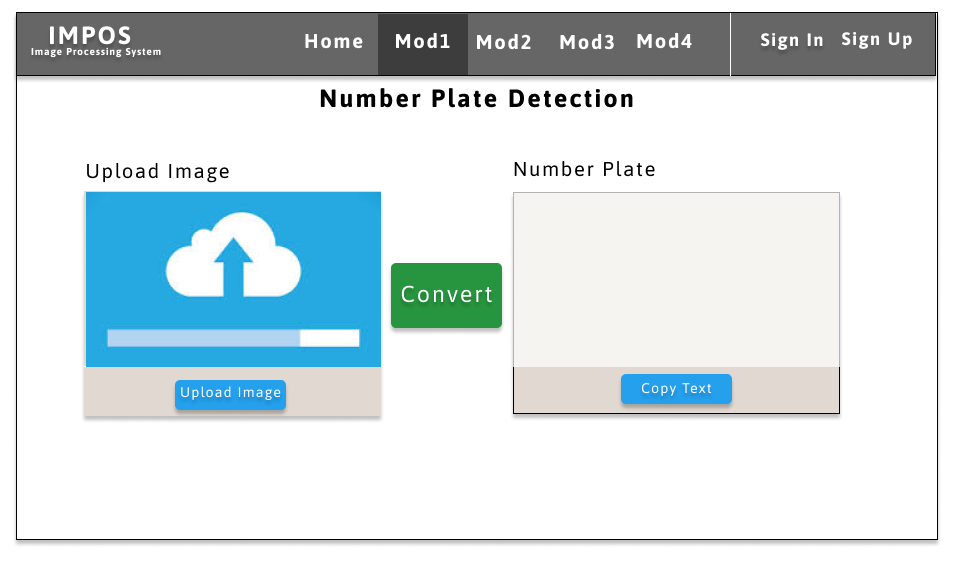 IMPOS
Image Processing System
Home Mod1 Mod2 Mod3 Mod4 Sign In Sign Up
Number Plate Detection
Upload Image
Number Plate
Convert
Upload Image
Copy Text